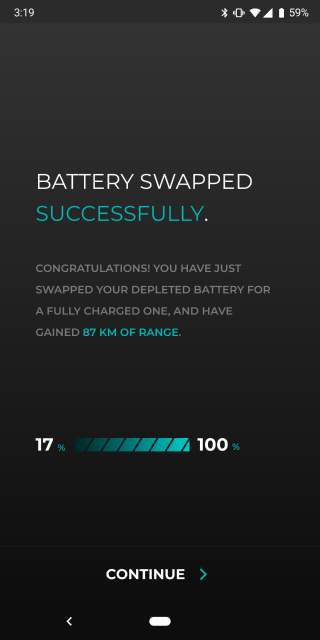 3:19
59%
BATTERY SWAPPED
SUCCESSFULLY.
CONGRATULATIONS! YOU HAVE JUST
SWAPPED YOUR DEPLETED BATTERY FOR
A FULLY CHARGED ONE, AND HAVE
GAINED 87 KM OF RANGE.
17 % 100 %
CONTINUE